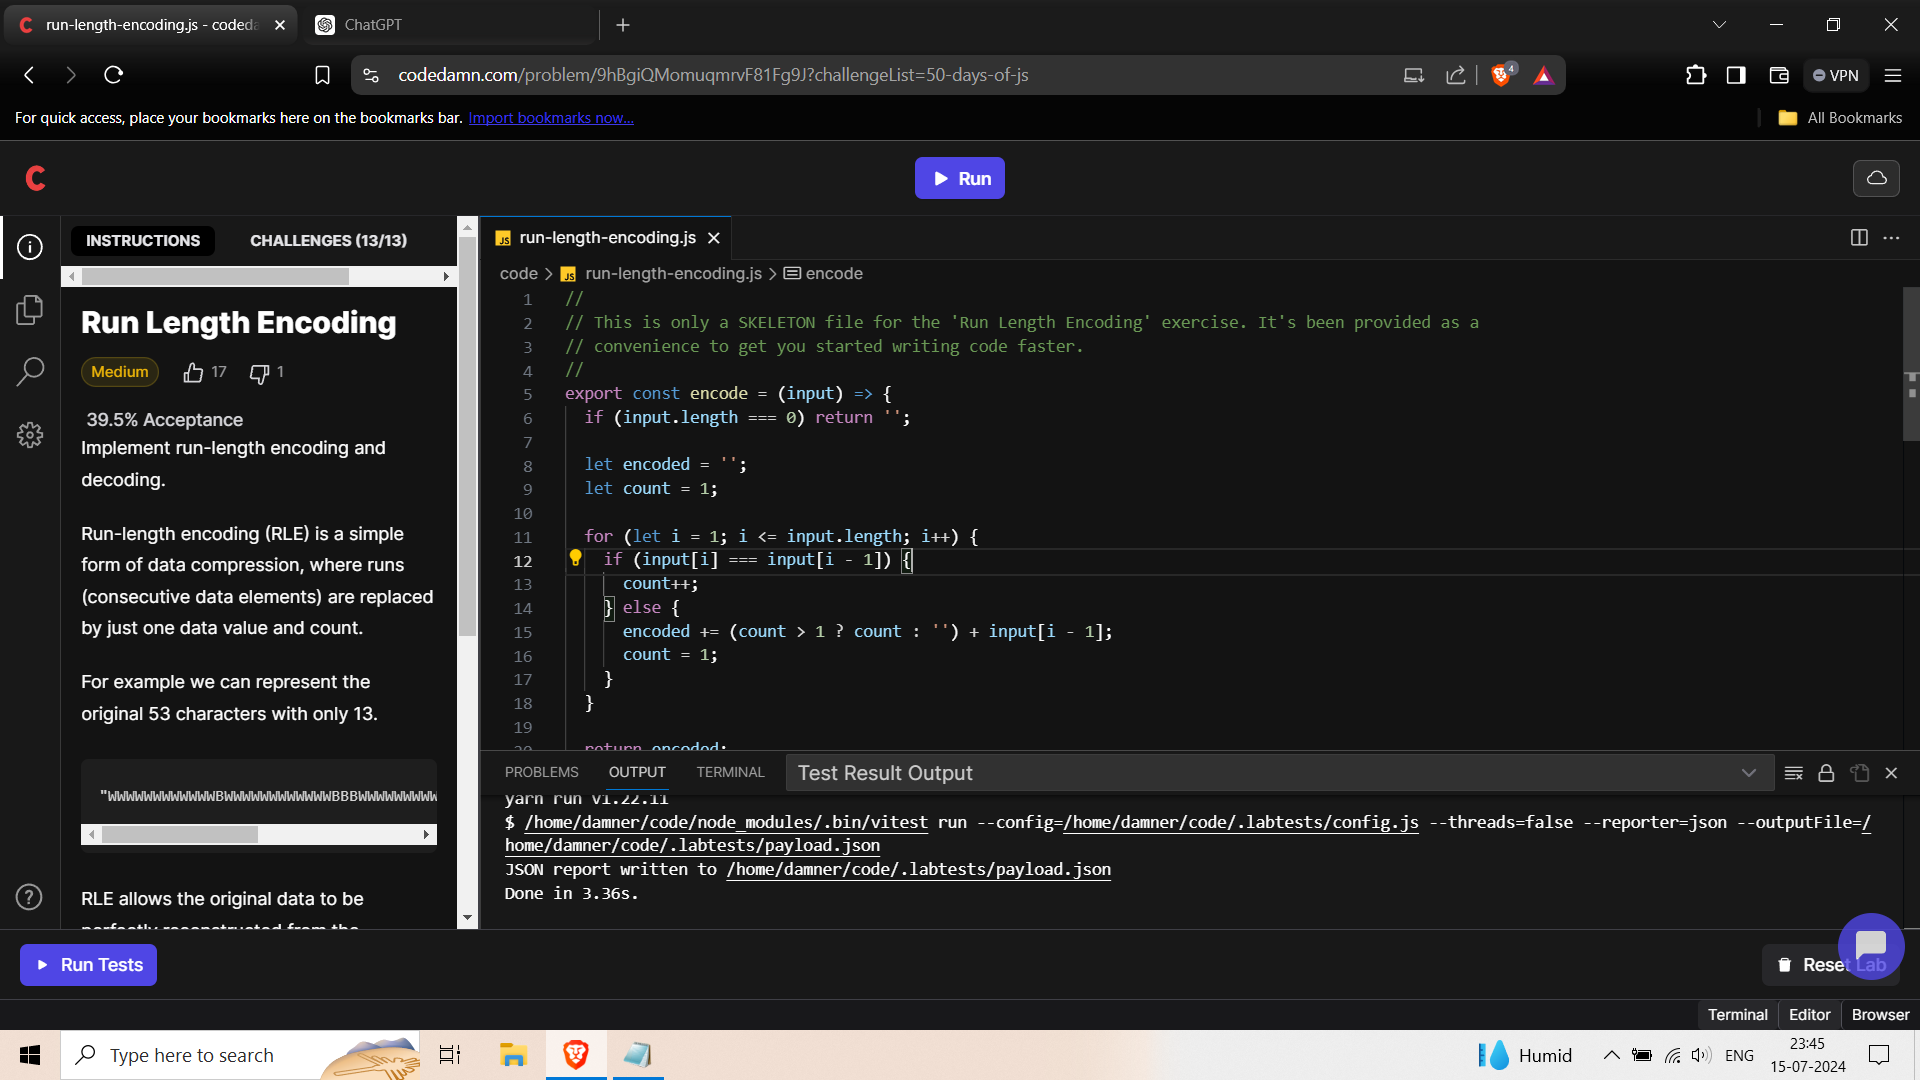 run-length-encoding.js - coded
ChatGPT
codedamn.com/problem/9hBgiQMomuqmrvF81Fg9J?challengeList=50-days-of-js
4
VPN
For quick access, place your bookmarks here on the bookmarks bar. Import bookmarks now...
All Bookmarks
Run
INSTRUCTIONS
CHALLENGES (13/13)
Run Length Encoding
Medium
17
1
39.5% Acceptance
Implement run-length encoding and
decoding.
Run-length encoding (RLE) is a simple
form of data compression, where runs
(consecutive data elements) are replaced
by just one data value and count.
For example we can represent the
original 53 characters with only 13.
"WWWWWWWWWWWWBWWWWWWWWWWWWBBBWWWWWWWWW
RLE allows the original data to be
perfectly reconstructed from the
run-length-encoding.js
code > JS run-length-encoding.js > encode
1 //
2 // This is only a SKELETON file for the 'Run Length Encoding' exercise. It's been provided as a
3 // convenience to get you started writing code faster.
4 //
5 export const encode = (input) => {
6 if (input.length === 0) return '';
7
8 let encoded = '';
9 let count = 1;
10
11 for (let i = 1; i <= input.length; i++) {
12 if (input[i] === input[i - 1]) {
13 count++;
14 } else {
15 encoded += (count > 1 ? count : '') + input[i - 1];
16 count = 1;
17 }
18 }
19
20 return encoded;
PROBLEMS
OUTPUT
TERMINAL
Test Result Output
yarn run v1.22.11
$ /home/damner/code/node_modules/.bin/vitest run --config=/home/damner/code/.labtests/config.js --threads=false --reporter=json --outputFile=/
home/damner/code/.labtests/payload.json
JSON report written to /home/damner/code/.labtests/payload.json
Done in 3.36s.
Run Tests
Reset Lab
Terminal
Editor
Browser
Type here to search
Humid
ENG
23:45
15-07-2024